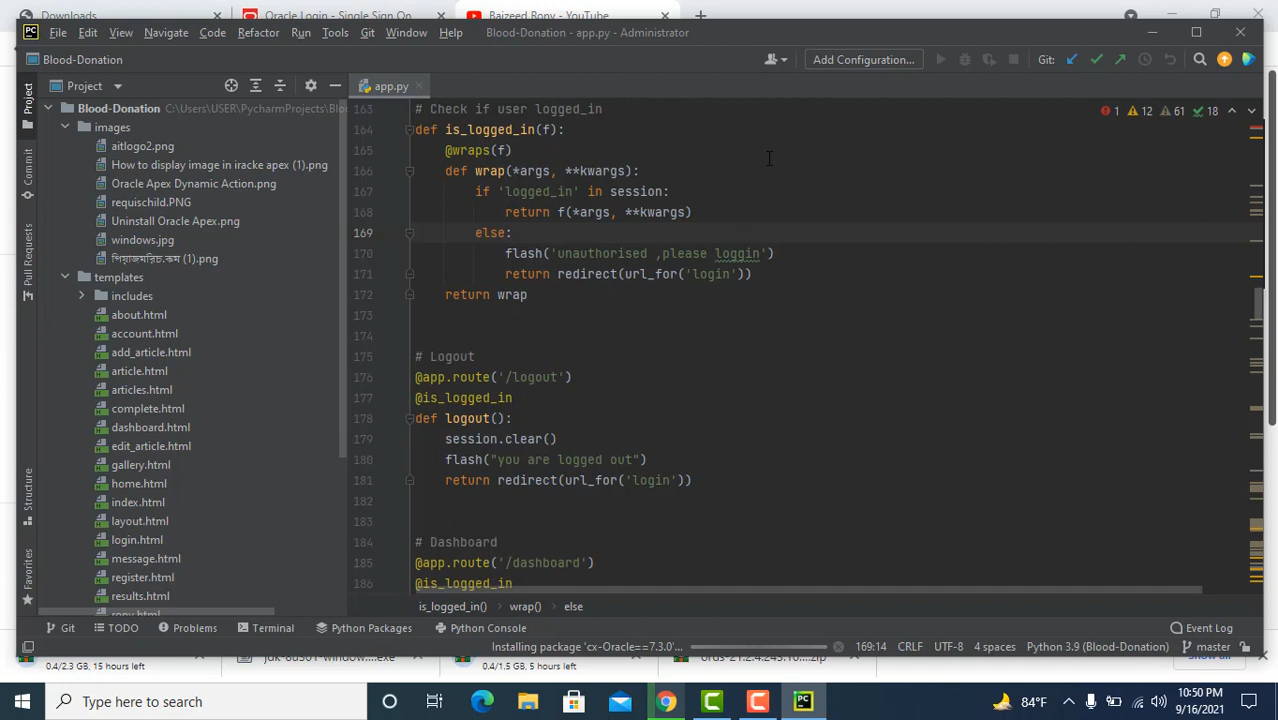 Downloads
Oracle Login - Single Sign On
Baizeed Rony - YouTube
File Edit View Navigate Code Refactor Run Tools Git Window Help
Blood-Donation - app.py - Administrator
Blood-Donation
Add Configuration...
Git:
Project
app.py
1 12 61 18
Blood-Donation C:\Users\USER\PycharmProjects\Blo
images
aitlogo2.png
How to display image in iracke apex (1).png
Oracle Apex Dynamic Action.png
requischild.PNG
Uninstall Oracle Apex.png
windows.jpg
templates
includes
about.html
account.html
add_article.html
article.html
articles.html
complete.html
dashboard.html
edit_article.html
gallery.html
home.html
index.html
layout.html
login.html
message.html
register.html
results.html
Project
Commit
Pull Requests
Structure
Favorites
163 # Check if user logged_in
164 def is_logged_in(f):
165 @wraps(f)
166 def wrap(*args, **kwargs):
167 if 'logged_in' in session:
168 return f(*args, **kwargs)
169 else:
170 flash('unauthorised ,please loggin')
171 return redirect(url_for('login'))
172 return wrap
173
174
175 # Logout
176 @app.route('/logout')
177 @is_logged_in
178 def logout():
179 session.clear()
180 flash("you are logged out")
181 return redirect(url_for('login'))
182
183
184 # Dashboard
185 @app.route('/dashboard')
186 @is_logged_in
is_logged_in() wrap() else
Git TODO Problems Terminal Python Packages Python Console Event Log
Installing package 'cx-Oracle==7.3.0'... 169:14 CRLF UTF-8 4 spaces Python 3.9 (Blood-Donation) master
0.4/2.3 GB, 15 hours left
0.4/1.5 GB, 5 hours left
Show all
Type here to search
84°F
10:50 PM
9/16/2021